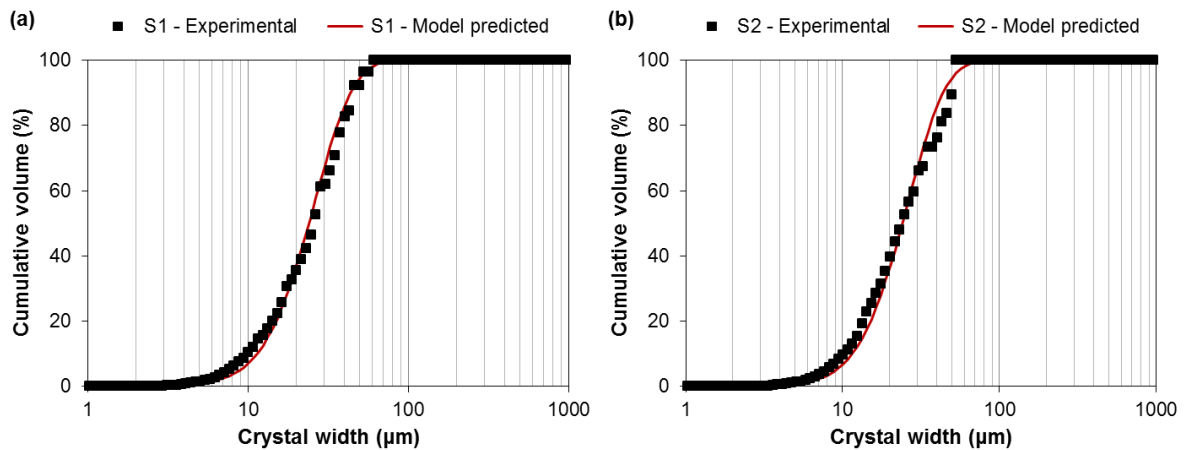 (a) S1 - Experimental S1 - Model predicted
100
80
60
40
20
0
Cumulative volume (%)
1 10 100 1000
Crystal width (µm)
(b) S2 - Experimental S2 - Model predicted
100
80
60
40
20
0
Cumulative volume (%)
1 10 100 1000
Crystal width (µm)